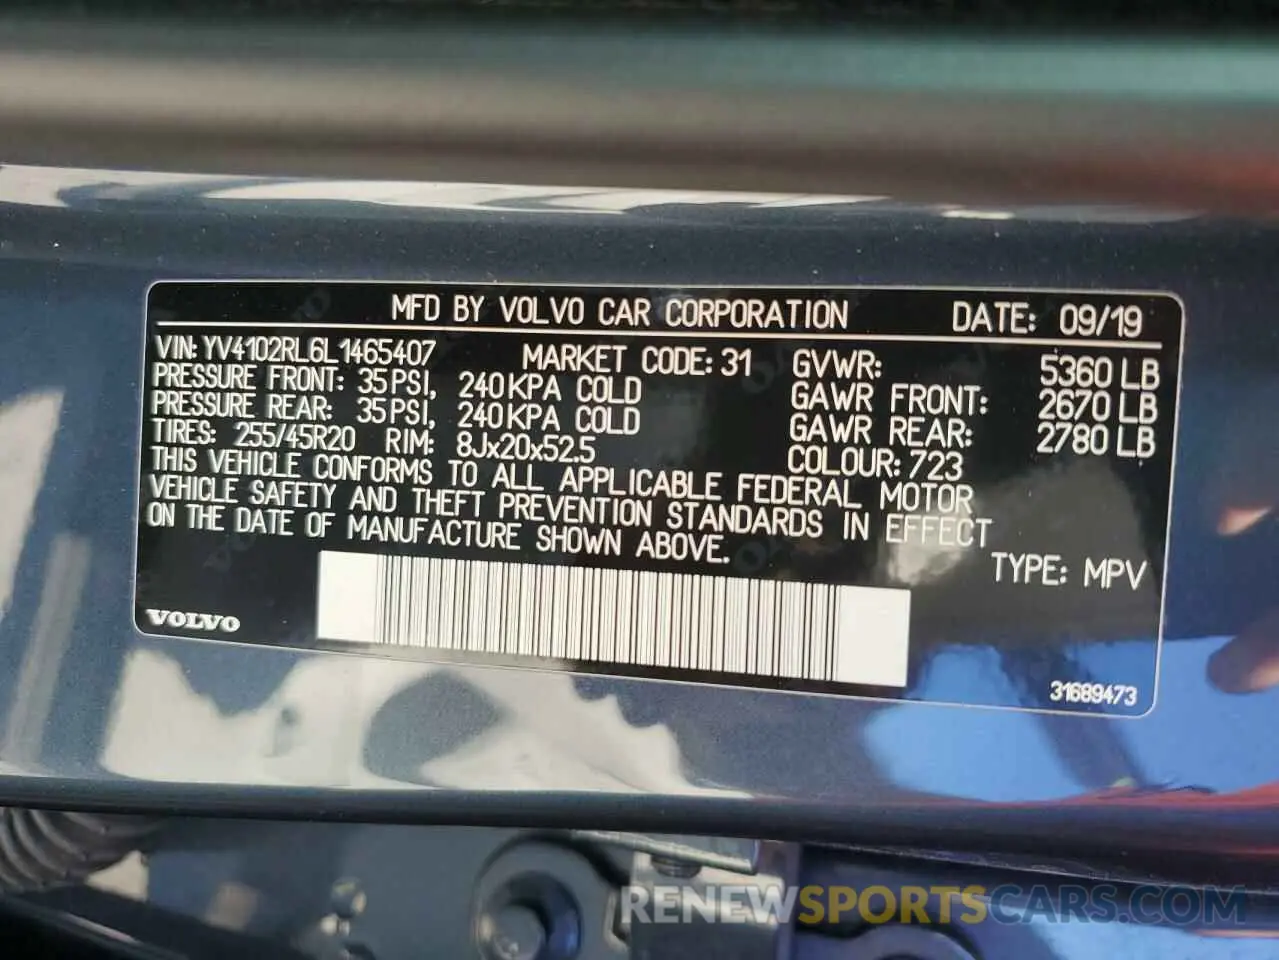 MFD BY VOLVO CAR CORPORATION DATE: 09/19
VIN: YV4102RL6L1465407 MARKET CODE: 31 GVWR: 5360 LB
PRESSURE FRONT: 35 PSI, 240 KPA COLD GAWR FRONT: 2670 LB
PRESSURE REAR: 35 PSI, 240 KPA COLD GAWR REAR: 2780 LB
TIRES: 255/45R20 RIM: 8Jx20x52.5 COLOUR: 723
THIS VEHICLE CONFORMS TO ALL APPLICABLE FEDERAL MOTOR
VEHICLE SAFETY AND THEFT PREVENTION STANDARDS IN EFFECT
ON THE DATE OF MANUFACTURE SHOWN ABOVE.
TYPE: MPV
VOLVO
31689473
RENEWSPORTSCARS.COM